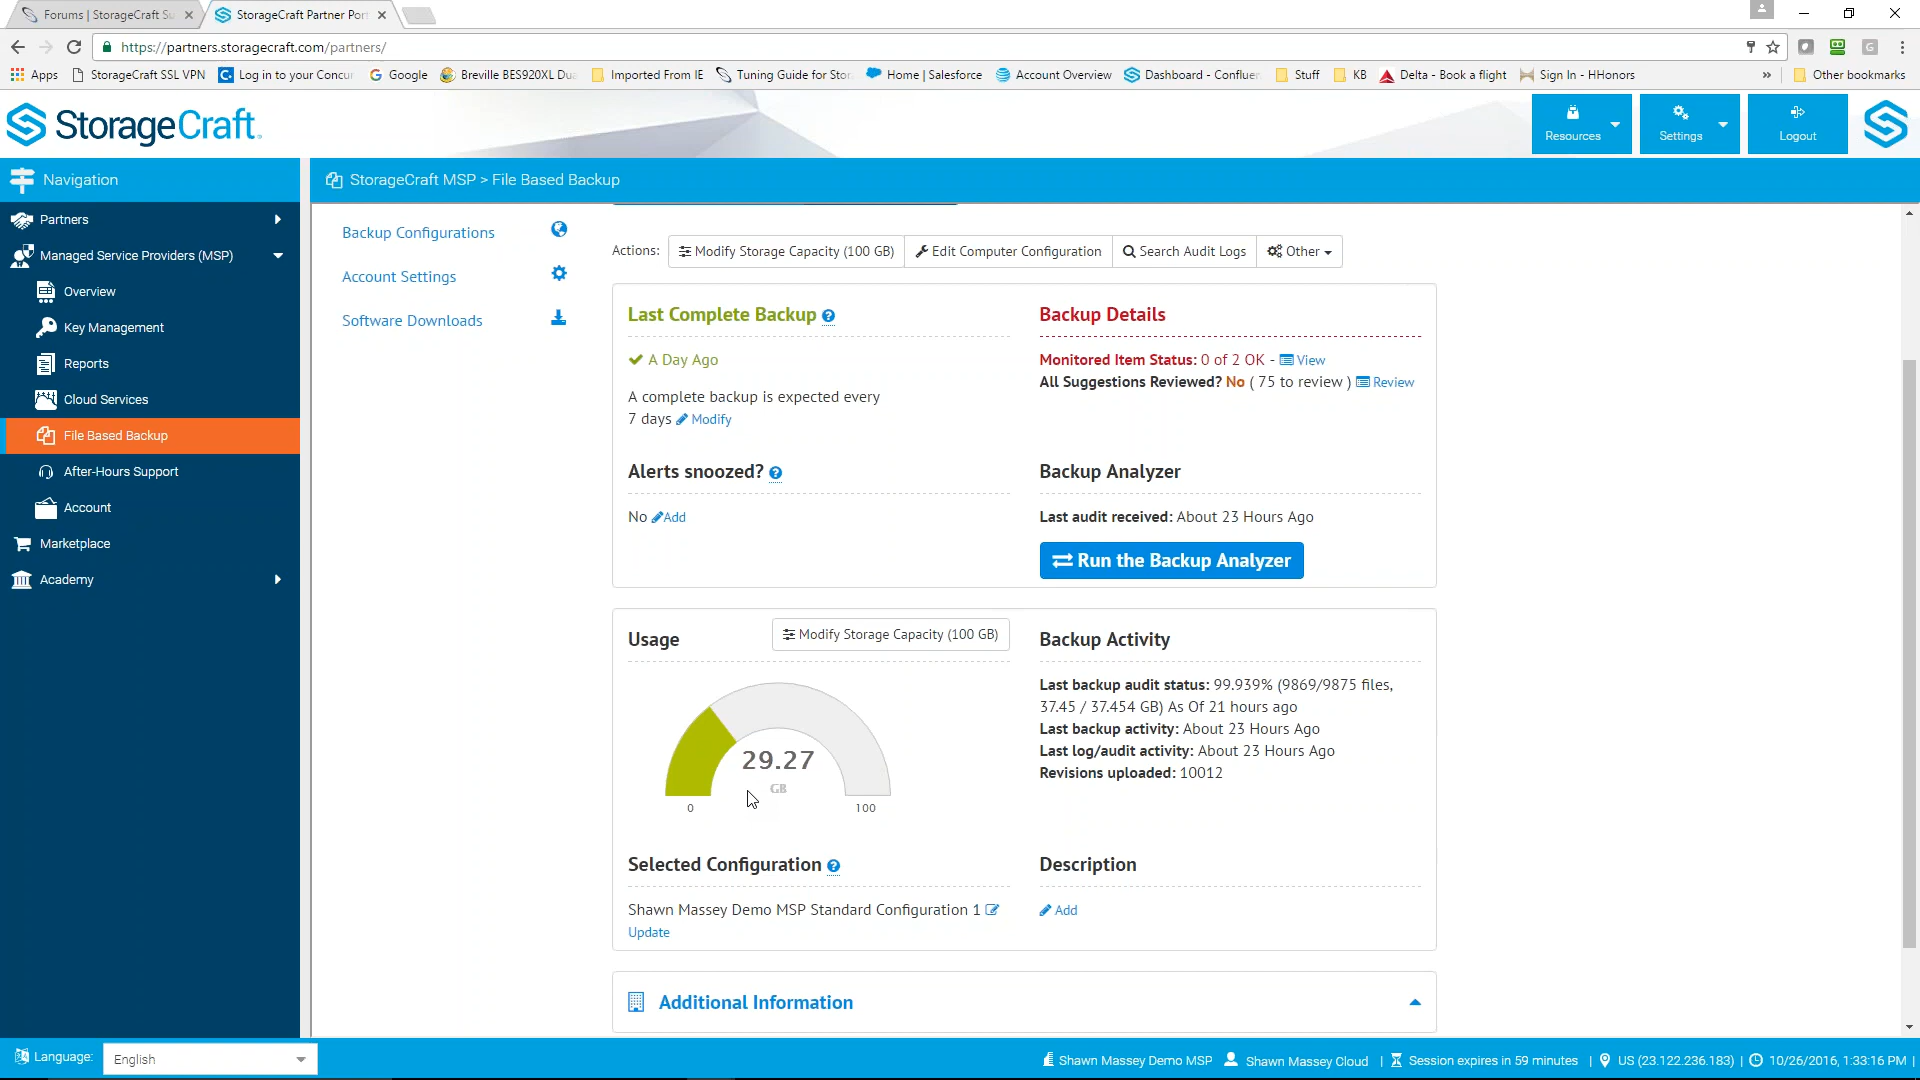 Forums | StorageCraft Su
StorageCraft Partner Port
https://partners.storagecraft.com/partners/
Apps
StorageCraft SSL VPN
Log in to your Concur
Google
Breville BES920XL Dua
Imported From IE
Tuning Guide for Stor
Home | Salesforce
Account Overview
Dashboard - Confluen
Stuff
KB
Delta - Book a flight
Sign In - HHonors
»
Other bookmarks
StorageCraft
Resources
Settings
Logout
Navigation
StorageCraft MSP > File Based Backup
Partners
Managed Service Providers (MSP)
Overview
Key Management
Reports
Cloud Services
File Based Backup
After-Hours Support
Account
Marketplace
Academy
Backup Configurations
Account Settings
Software Downloads
Actions:
Modify Storage Capacity (100 GB)
Edit Computer Configuration
Search Audit Logs
Other
Last Complete Backup
A Day Ago
A complete backup is expected every
7 days Modify
Alerts snoozed?
No Add
Backup Details
Monitored Item Status: 0 of 2 OK - View
All Suggestions Reviewed? No ( 75 to review ) Review
Backup Analyzer
Last audit received: About 23 Hours Ago
Run the Backup Analyzer
Usage
Modify Storage Capacity (100 GB)
29.27
GB
0
100
Backup Activity
Last backup audit status: 99.939% (9869/9875 files,
37.45 / 37.454 GB) As Of 21 hours ago
Last backup activity: About 23 Hours Ago
Last log/audit activity: About 23 Hours Ago
Revisions uploaded: 10012
Selected Configuration
Shawn Massey Demo MSP Standard Configuration 1
Update
Description
Add
Additional Information
Language:
English
Shawn Massey Demo MSP
Shawn Massey Cloud
| Session expires in 59 minutes
| US (23.122.236.183)
| 10/26/2016, 1:33:16 PM |